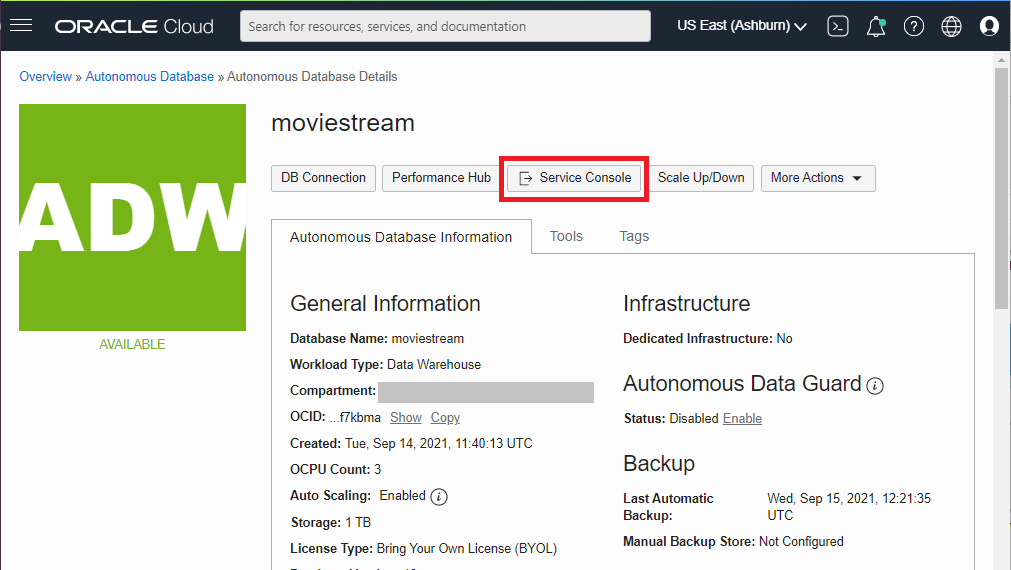 ORACLE Cloud
Search for resources, services, and documentation
US East (Ashburn)
Overview » Autonomous Database » Autonomous Database Details
ADW
AVAILABLE
moviestream
DB Connection
Performance Hub
Service Console
Scale Up/Down
More Actions
Autonomous Database Information
Tools
Tags
General Information
Database Name: moviestream
Workload Type: Data Warehouse
Compartment:
OCID: ...f7kbma Show Copy
Created: Tue, Sep 14, 2021, 11:40:13 UTC
OCPU Count: 3
Auto Scaling: Enabled
Storage: 1 TB
License Type: Bring Your Own License (BYOL)
Infrastructure
Dedicated Infrastructure: No
Autonomous Data Guard
Status: Disabled Enable
Backup
Last Automatic Wed, Sep 15, 2021, 12:21:35
Backup: UTC
Manual Backup Store: Not Configured